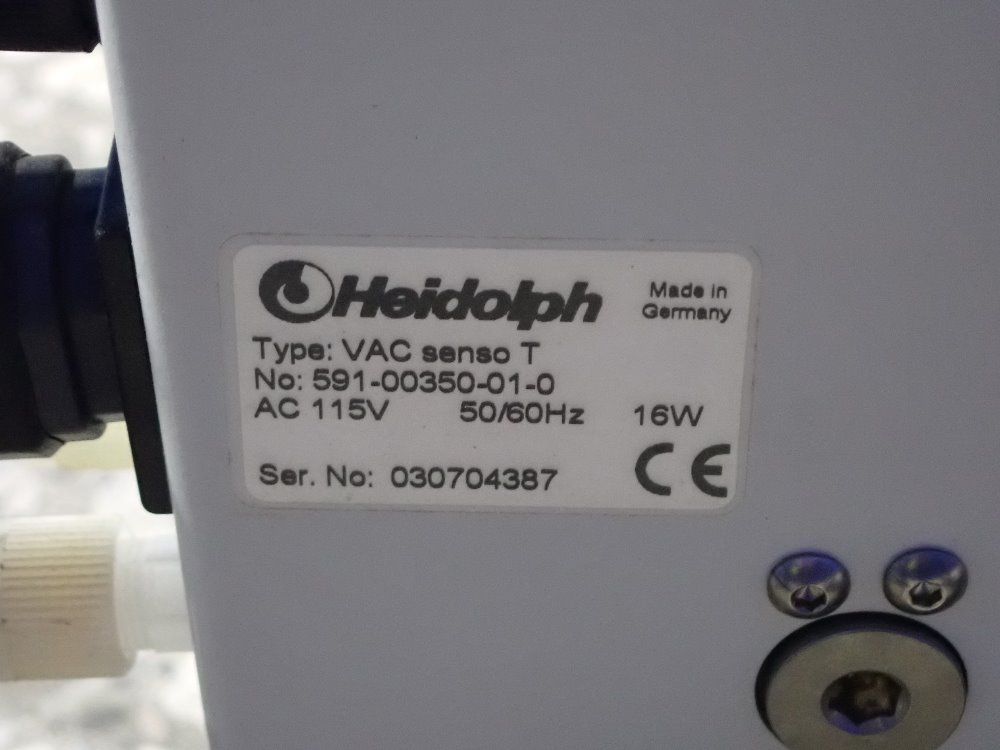 Heidolph
Made in
Germany
Type: VAC senso T
No: 591-00350-01-0
AC 115V 50/60Hz 16W
Ser. No: 030704387
CE